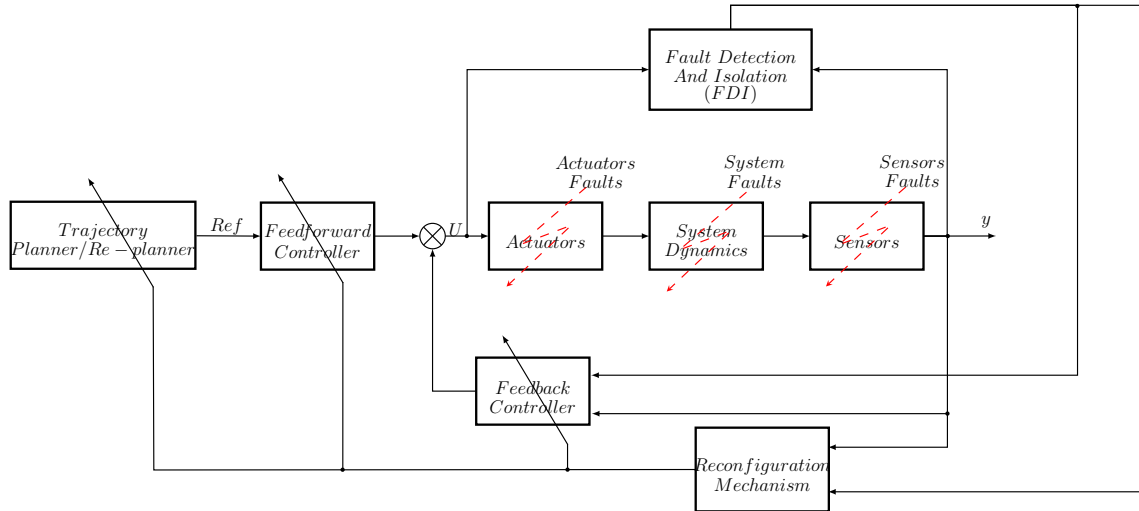 Fault Detection
And Isolation
(FDI)
Actuators
Faults
System
Faults
Sensors
Faults
Trajectory
Planner/Re-planner
Ref
Feedforward
Controller
U
Actuators
System
Dynamics
Sensors
y
Feedback
Controller
Reconfiguration
Mechanism